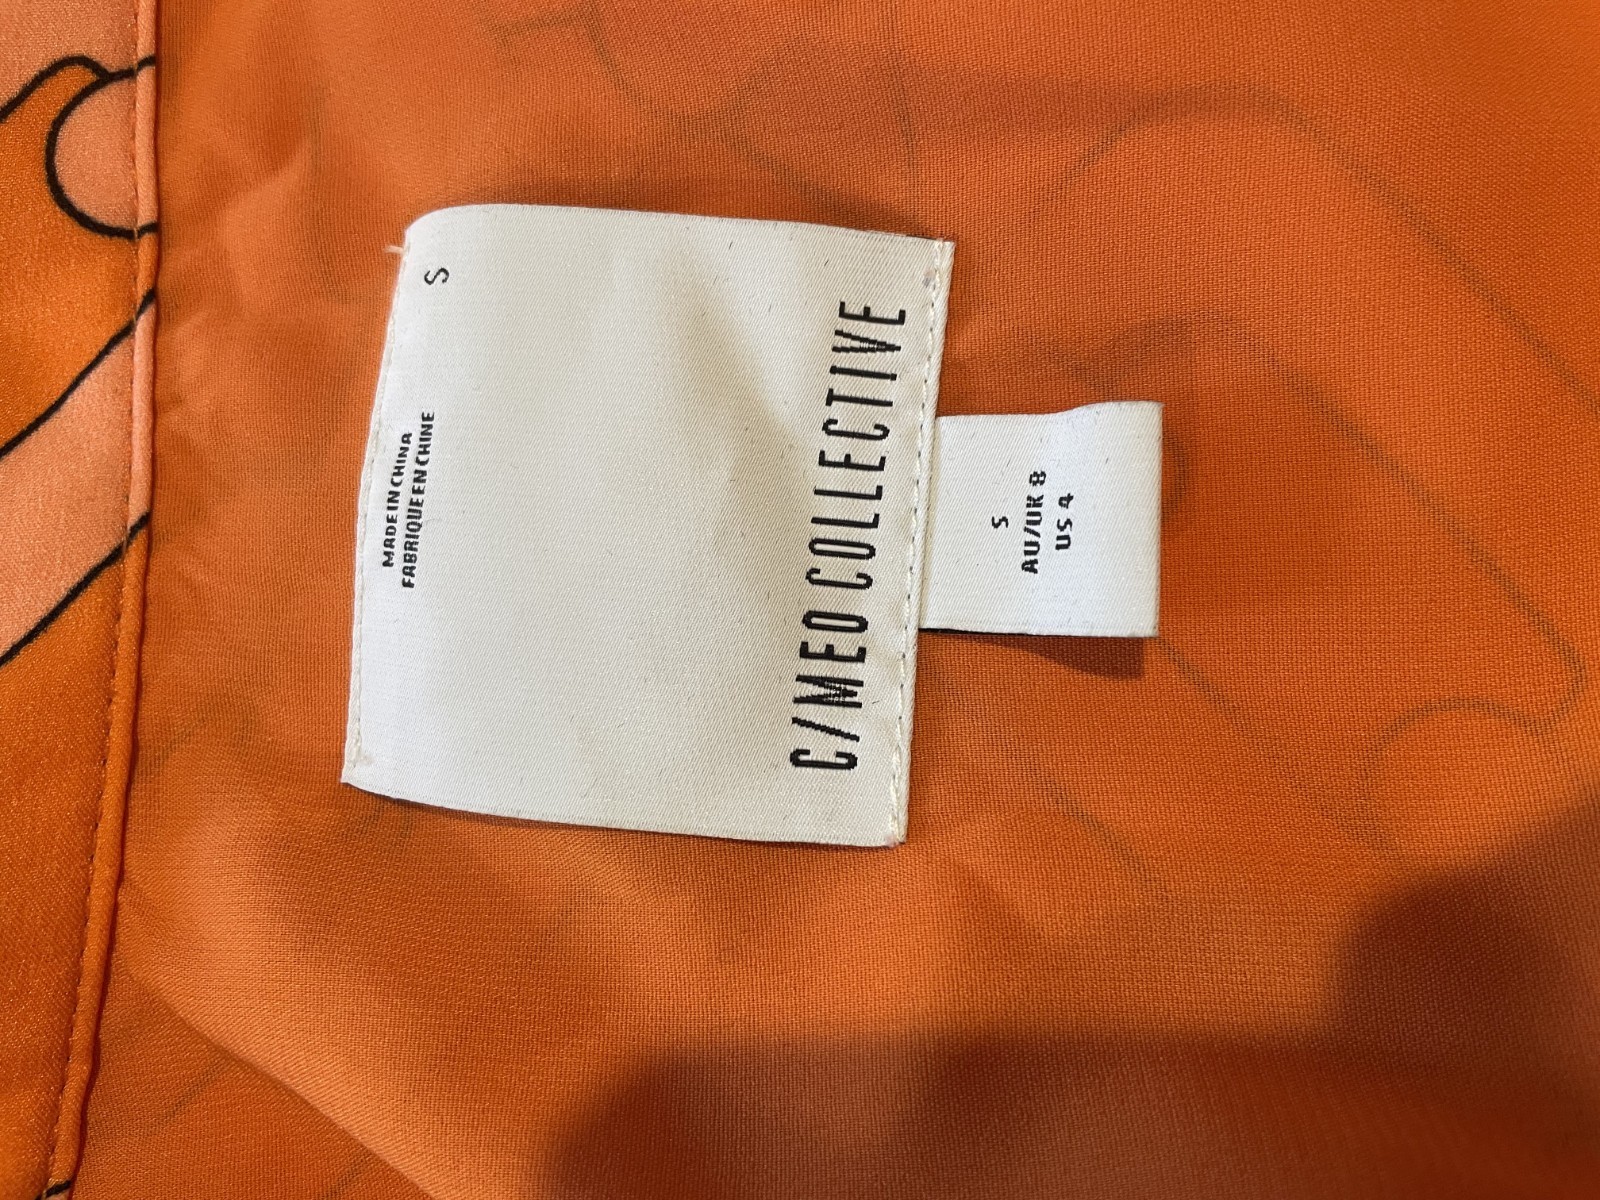 C/MEO COLLECTIVE
MADE IN CHINA
FABRIQUE EN CHINE
S
S
AU/UK 8
US 4